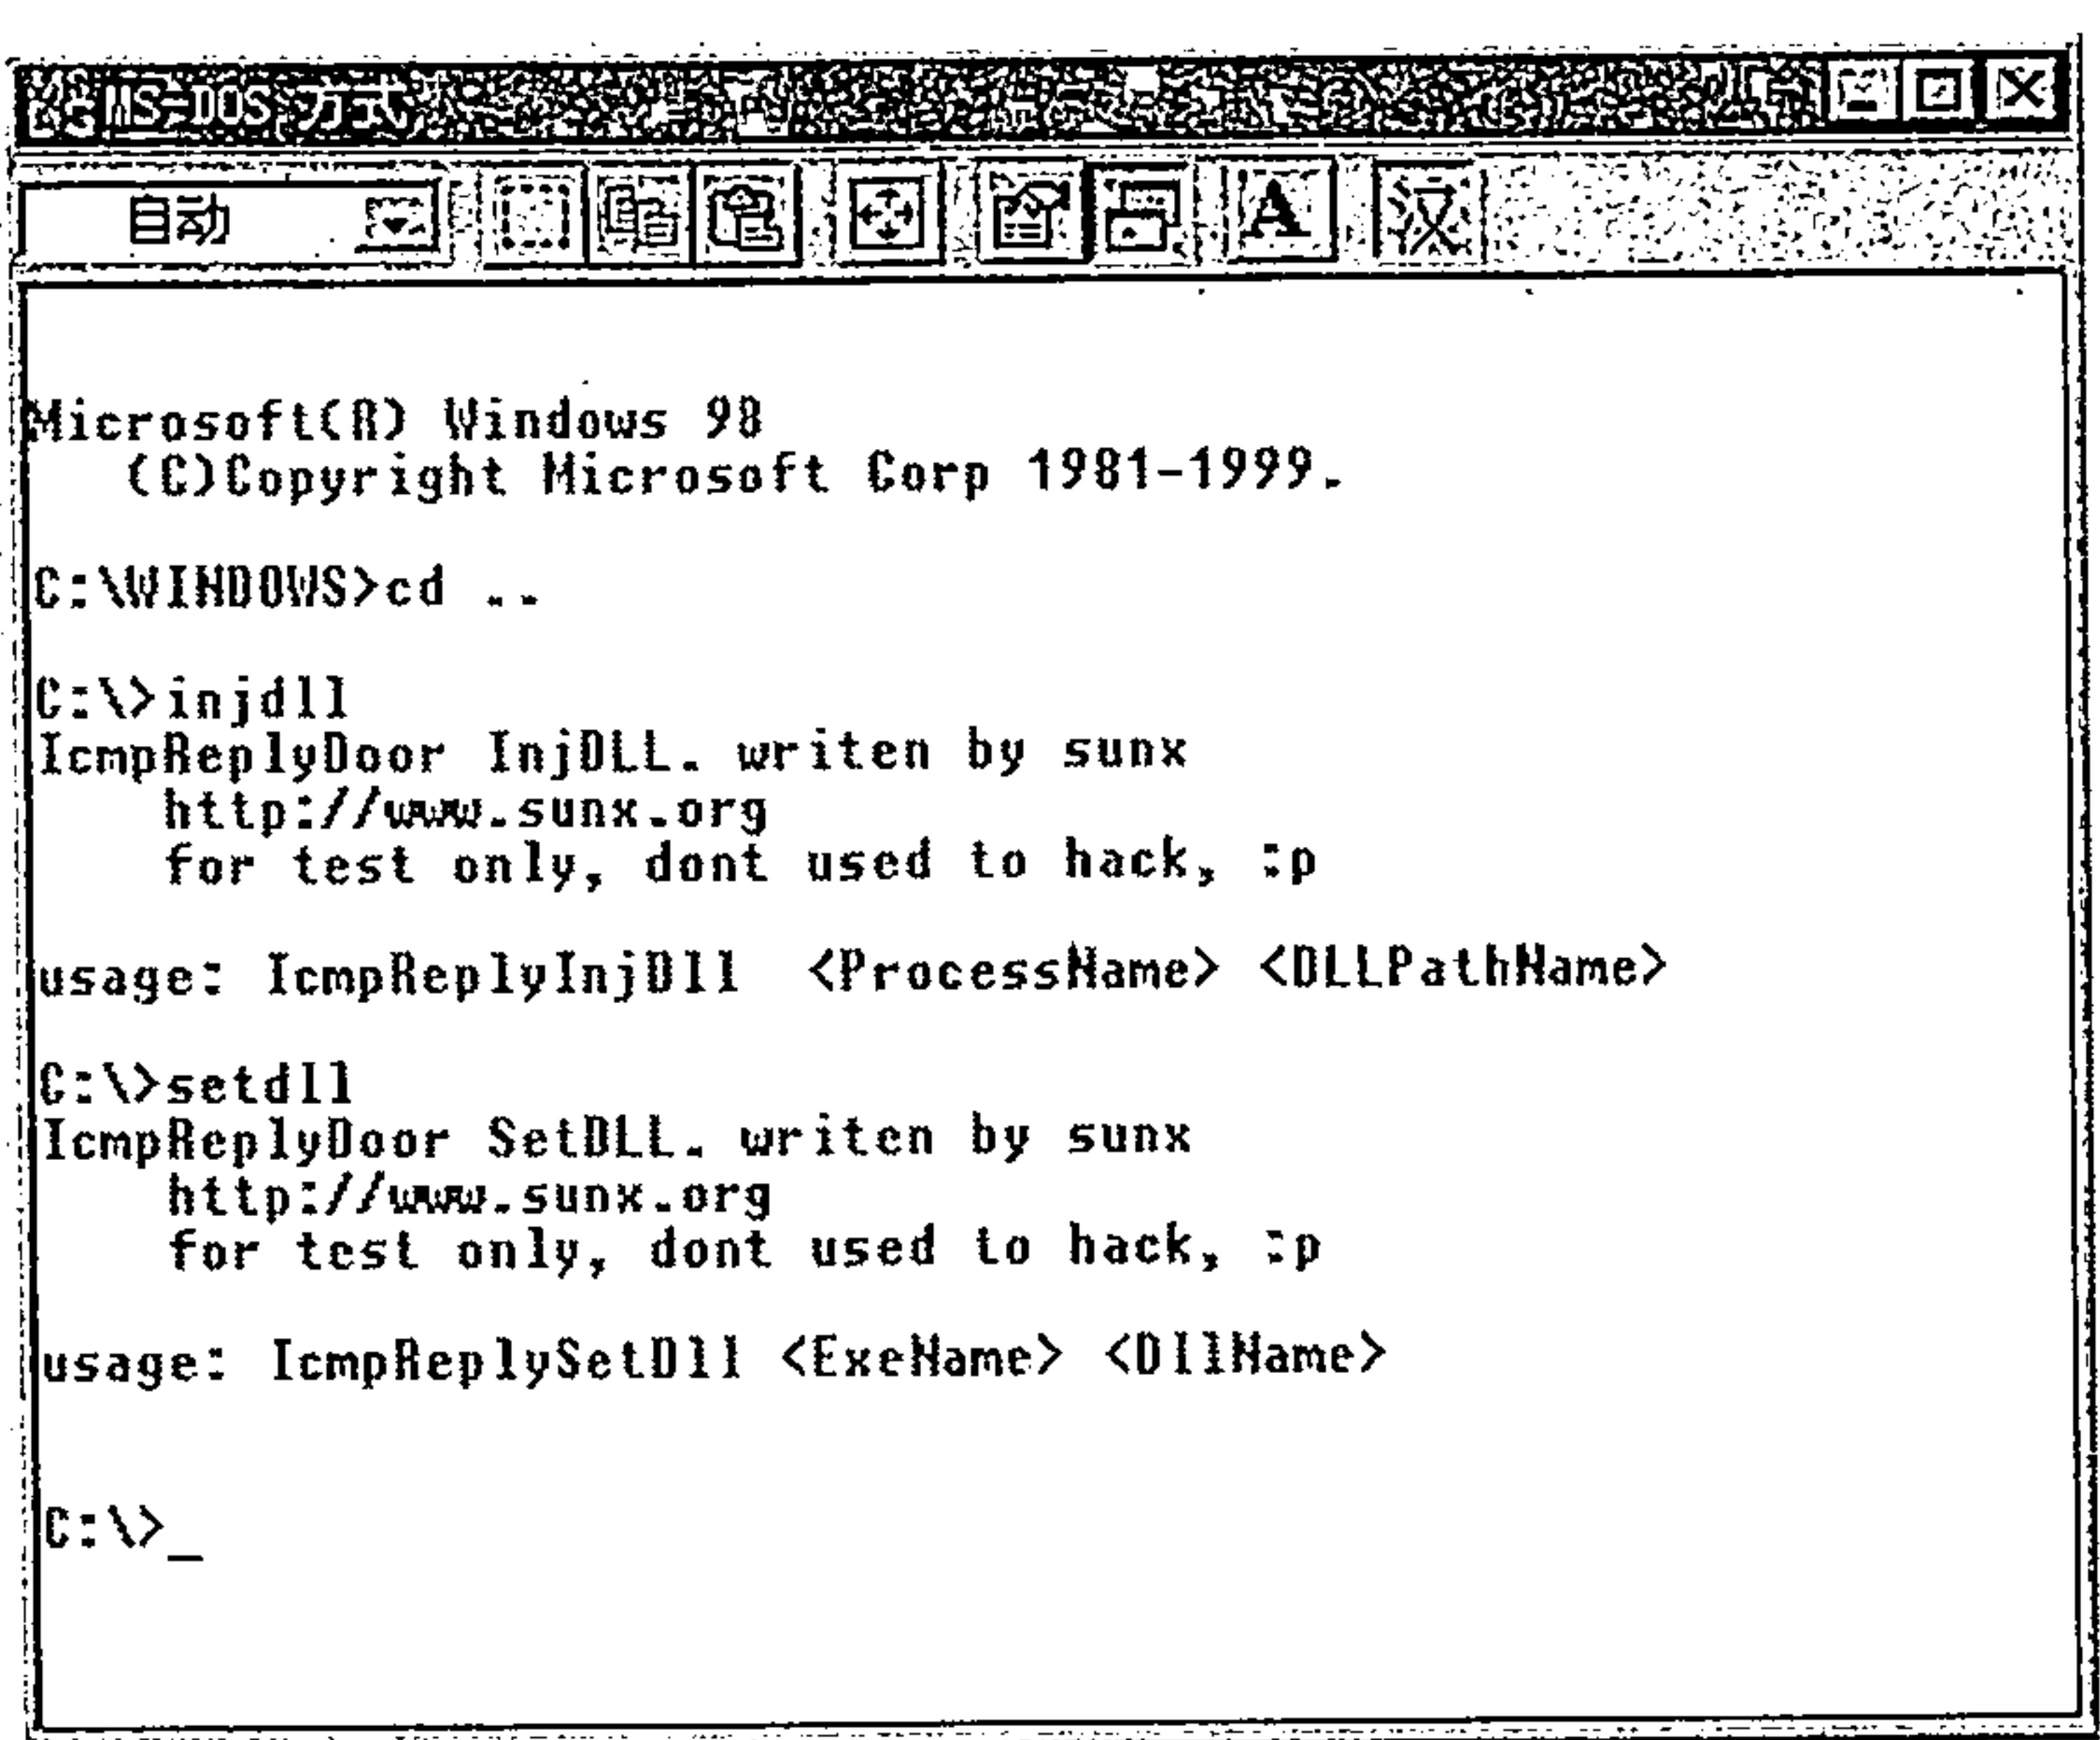 MS-DOS 方式
自动
A 汉
Microsoft(R) Windows 98
(C)Copyright Microsoft Corp 1981-1999.
C:\WINDOWS>cd ..
C:\>injdll
IcmpReplyDoor InjDLL. writen by sunx
http://www.sunx.org
for test only, dont used to hack, :p
usage: IcmpReplyInjDll  <ProcessName> <DLLPathName>
C:\>setdll
IcmpReplyDoor SetDLL. writen by sunx
http://www.sunx.org
for test only, dont used to hack, :p
usage: IcmpReplySetDll <ExeName> <DllName>
C:\>_